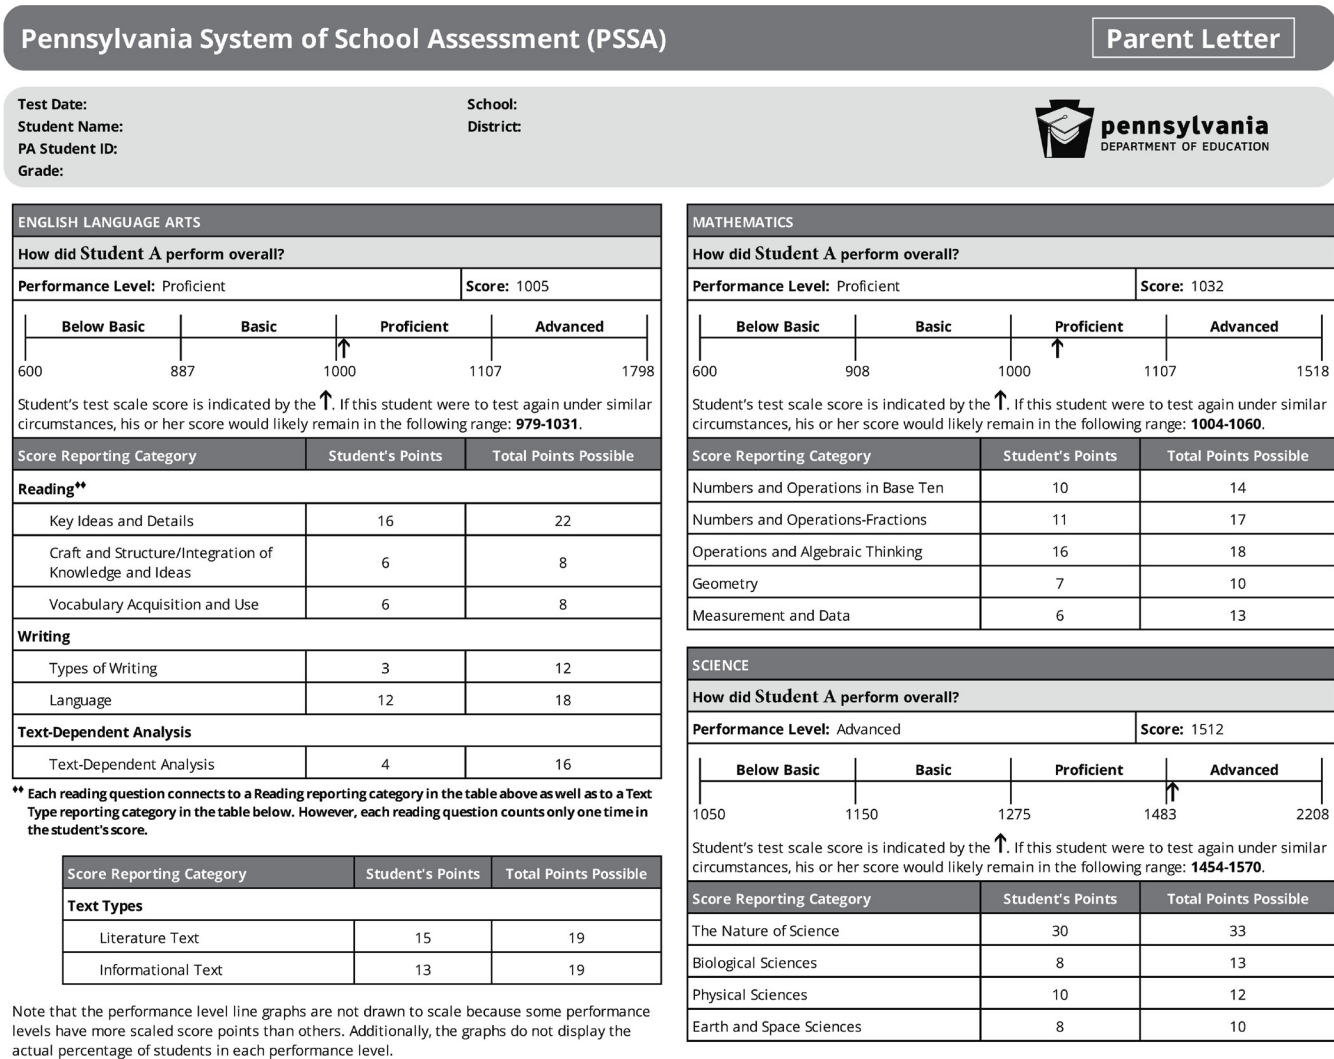 Pennsylvania System of School Assessment (PSSA)
Parent Letter
Test Date:
Student Name:
PA Student ID:
Grade:
School:
District:
pennsylvania
DEPARTMENT OF EDUCATION
ENGLISH LANGUAGE ARTS
How did Student A perform overall?
Performance Level: Proficient Score: 1005
Below Basic Basic Proficient Advanced
600 887 1000 1107 1798
Student's test scale score is indicated by the ↑. If this student were to test again under similar
circumstances, his or her score would likely remain in the following range: 979-1031.
Score Reporting Category Student's Points Total Points Possible
Reading♦♦
Key Ideas and Details 16 22
Craft and Structure/Integration of
Knowledge and Ideas 6 8
Vocabulary Acquisition and Use 6 8
Writing
Types of Writing 3 12
Language 12 18
Text-Dependent Analysis
Text-Dependent Analysis 4 16
♦♦ Each reading question connects to a Reading reporting category in the table above as well as to a Text
Type reporting category in the table below. However, each reading question counts only one time in
the student's score.
Score Reporting Category Student's Points Total Points Possible
Text Types
Literature Text 15 19
Informational Text 13 19
Note that the performance level line graphs are not drawn to scale because some performance
levels have more scaled score points than others. Additionally, the graphs do not display the
actual percentage of students in each performance level.
MATHEMATICS
How did Student A perform overall?
Performance Level: Proficient Score: 1032
Below Basic Basic Proficient Advanced
600 908 1000 1107 1518
Student's test scale score is indicated by the ↑. If this student were to test again under similar
circumstances, his or her score would likely remain in the following range: 1004-1060.
Score Reporting Category Student's Points Total Points Possible
Numbers and Operations in Base Ten 10 14
Numbers and Operations-Fractions 11 17
Operations and Algebraic Thinking 16 18
Geometry 7 10
Measurement and Data 6 13
SCIENCE
How did Student A perform overall?
Performance Level: Advanced Score: 1512
Below Basic Basic Proficient Advanced
1050 1150 1275 1483 2208
Student's test scale score is indicated by the ↑. If this student were to test again under similar
circumstances, his or her score would likely remain in the following range: 1454-1570.
Score Reporting Category Student's Points Total Points Possible
The Nature of Science 30 33
Biological Sciences 8 13
Physical Sciences 10 12
Earth and Space Sciences 8 10